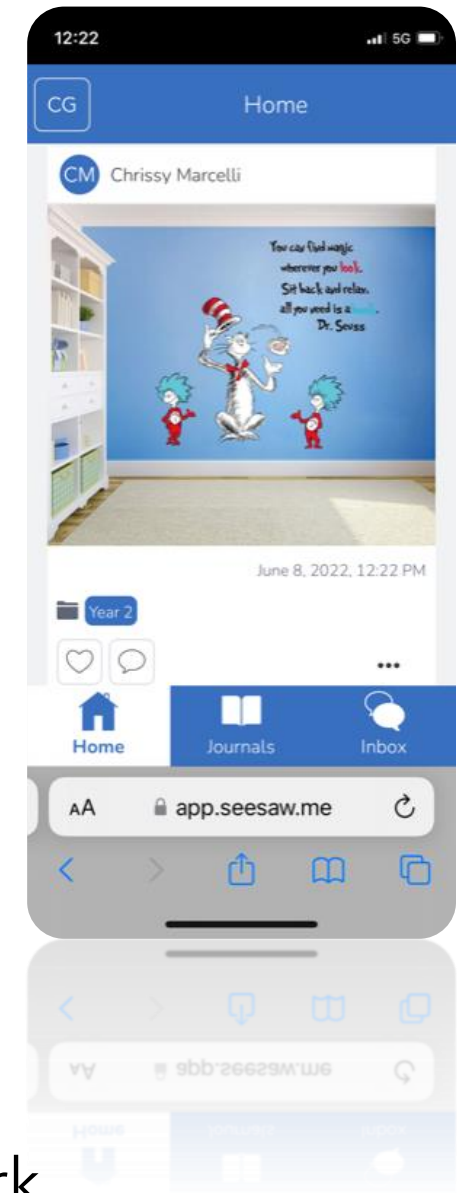 12:22
5G
CG
Home
CM Chrissy Marcelli
You can find magic
wherever you look.
Sit back and relax,
all you need is a
Dr. Seuss
June 8, 2022, 12:22 PM
Year 2
Home Journals Inbox
AA app.seesaw.me